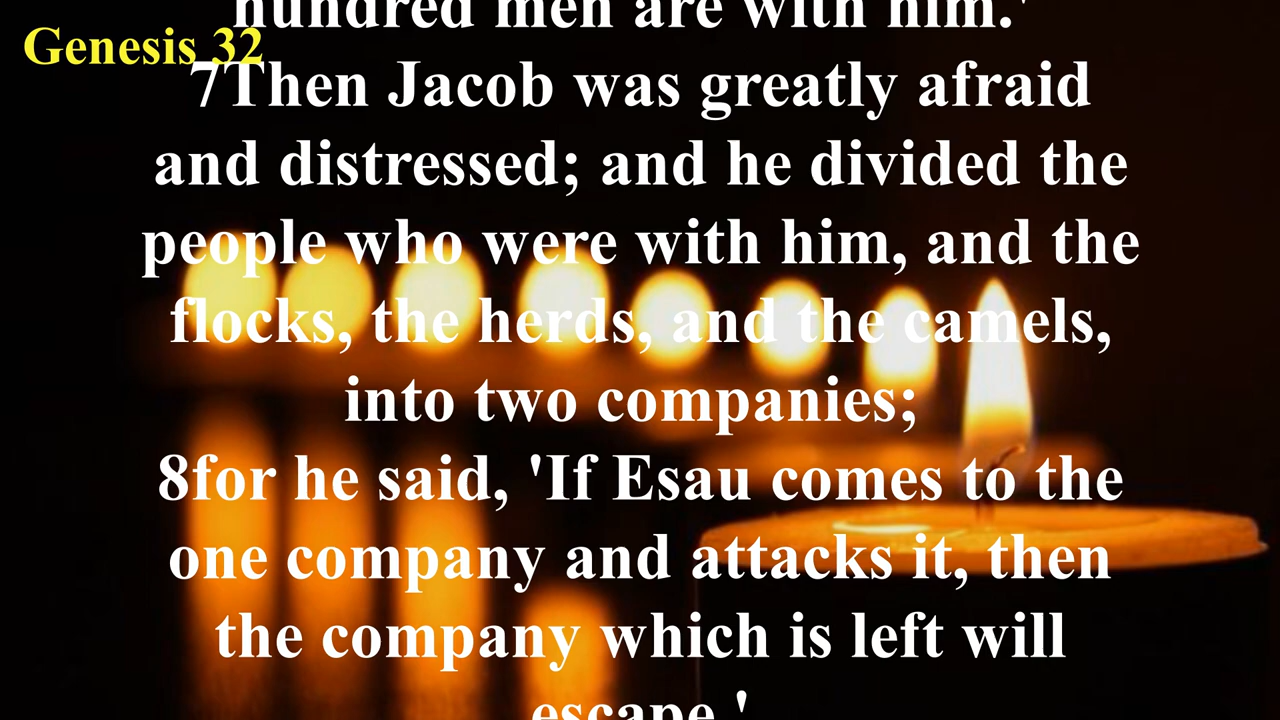 hundred men are with him.'
Genesis 32
7Then Jacob was greatly afraid
and distressed; and he divided the
people who were with him, and the
flocks, the herds, and the camels,
into two companies;
8for he said, 'If Esau comes to the
one company and attacks it, then
the company which is left will
escape.'